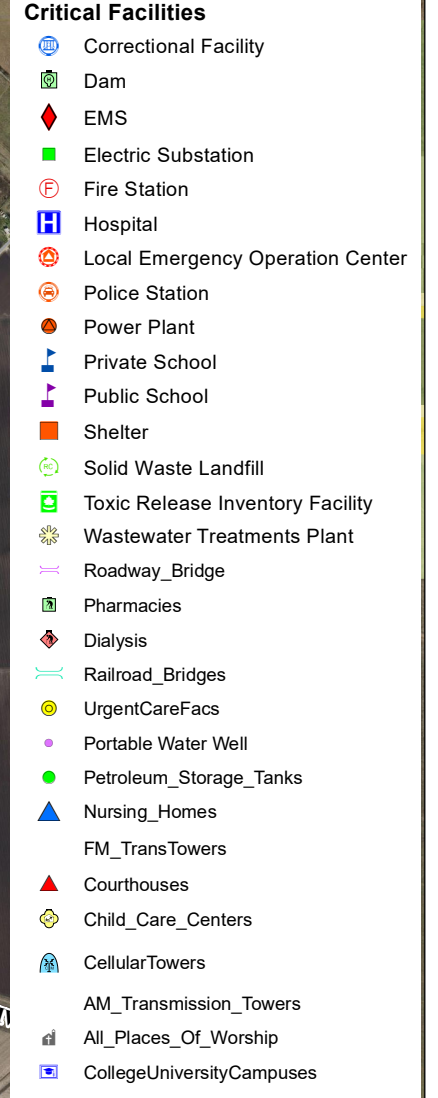 Critical Facilities
Correctional Facility
Dam
EMS
Electric Substation
F Fire Station
H Hospital
Local Emergency Operation Center
Police Station
Power Plant
Private School
Public School
Shelter
RC Solid Waste Landfill
Toxic Release Inventory Facility
Wastewater Treatments Plant
Roadway_Bridge
Pharmacies
Dialysis
Railroad_Bridges
UrgentCareFacs
Portable Water Well
Petroleum_Storage_Tanks
Nursing_Homes
FM_TransTowers
Courthouses
Child_Care_Centers
CellularTowers
AM_Transmission_Towers
All_Places_Of_Worship
CollegeUniversityCampuses